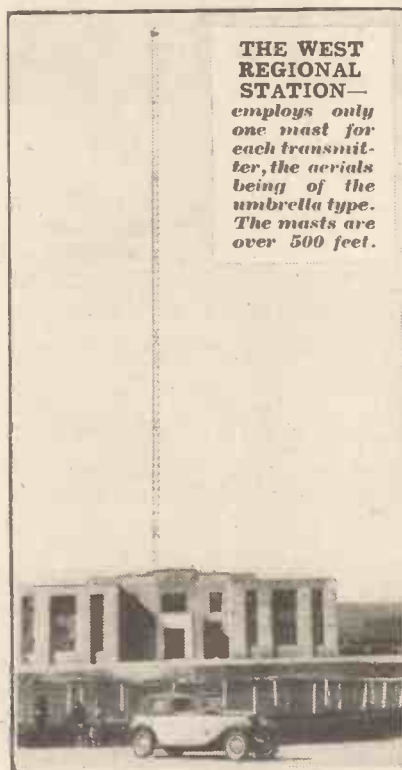 THE WEST
REGIONAL
STATION—
employs only
one mast for
each transmit-
ter, the aerials
being of the
umbrella type.
The masts are
over 500 feet.